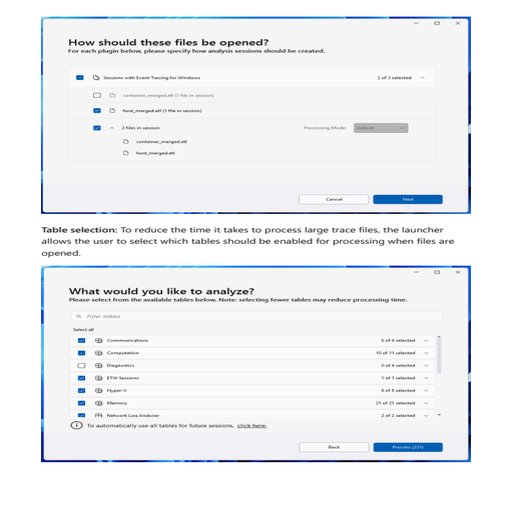 How should these files be opened?
For each plugin below, please specify how analysis sessions should be created.
Sessions with Event Tracing for Windows 2 of 3 selected
container_merged.etl (1 file in session)
host_merged.etl (1 file in session)
2 files in session Processing Mode: Default
container_merged.etl
host_merged.etl
Cancel Next
Table selection: To reduce the time it takes to process large trace files, the launcher
allows the user to select which tables should be enabled for processing when files are
opened.
What would you like to analyze?
Please select from the available tables below. Note: selecting fewer tables may reduce processing time.
Filter tables
Select all
Communications 6 of 6 selected
Computation 10 of 11 selected
Diagnostics 0 of 4 selected
ETW Sessions 1 of 1 selected
Hyper-V 8 of 8 selected
Memory 21 of 21 selected
Network Log Analyzer 2 of 2 selected
To automatically use all tables for future sessions, click here.
Back Process (231)